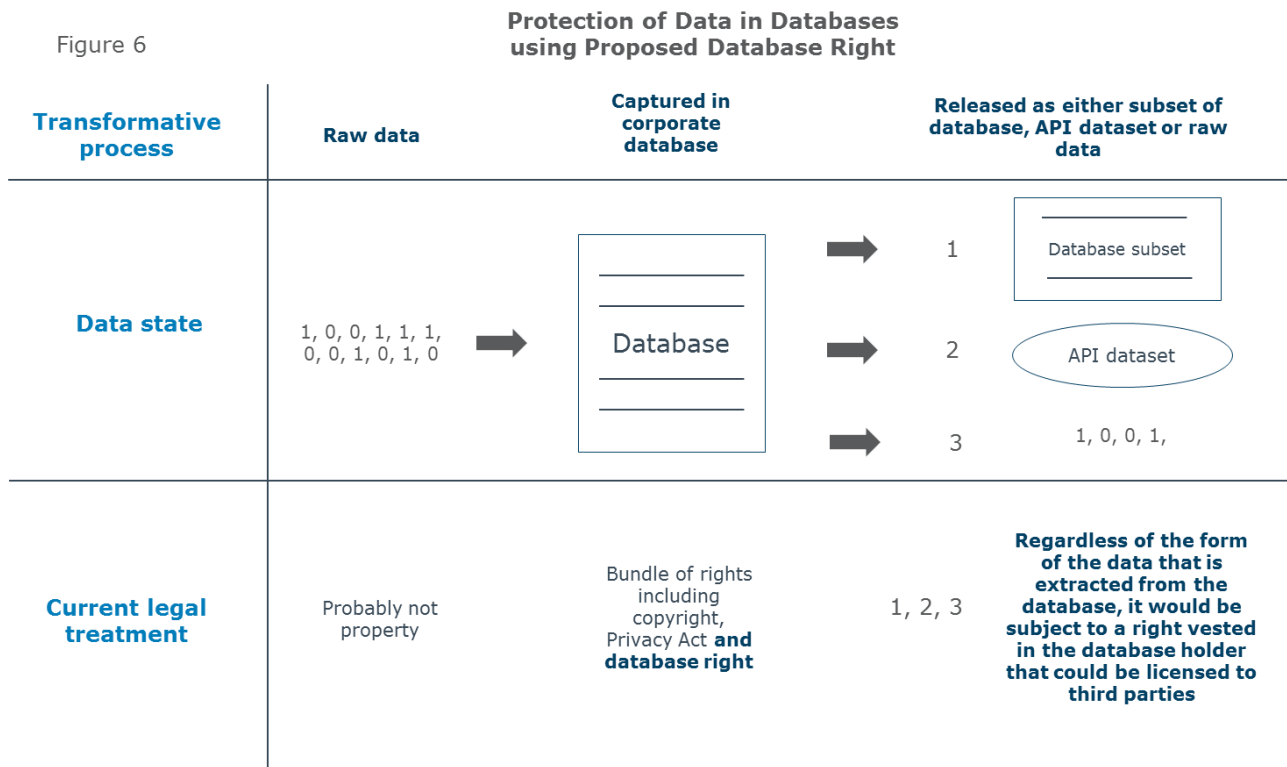 Figure 6
Protection of Data in Databases
using Proposed Database Right
Transformative
process
Raw data
Captured in
corporate
database
Released as either subset of
database, API dataset or raw
data
Data state
1, 0, 0, 1, 1, 1,
0, 0, 1, 0, 1, 0
Database
1
Database subset
2
API dataset
3
1, 0, 0, 1,
Current legal
treatment
Probably not
property
Bundle of rights
including
copyright,
Privacy Act and
database right
1, 2, 3
Regardless of the form
of the data that is
extracted from the
database, it would be
subject to a right vested
in the database holder
that could be licensed to
third parties